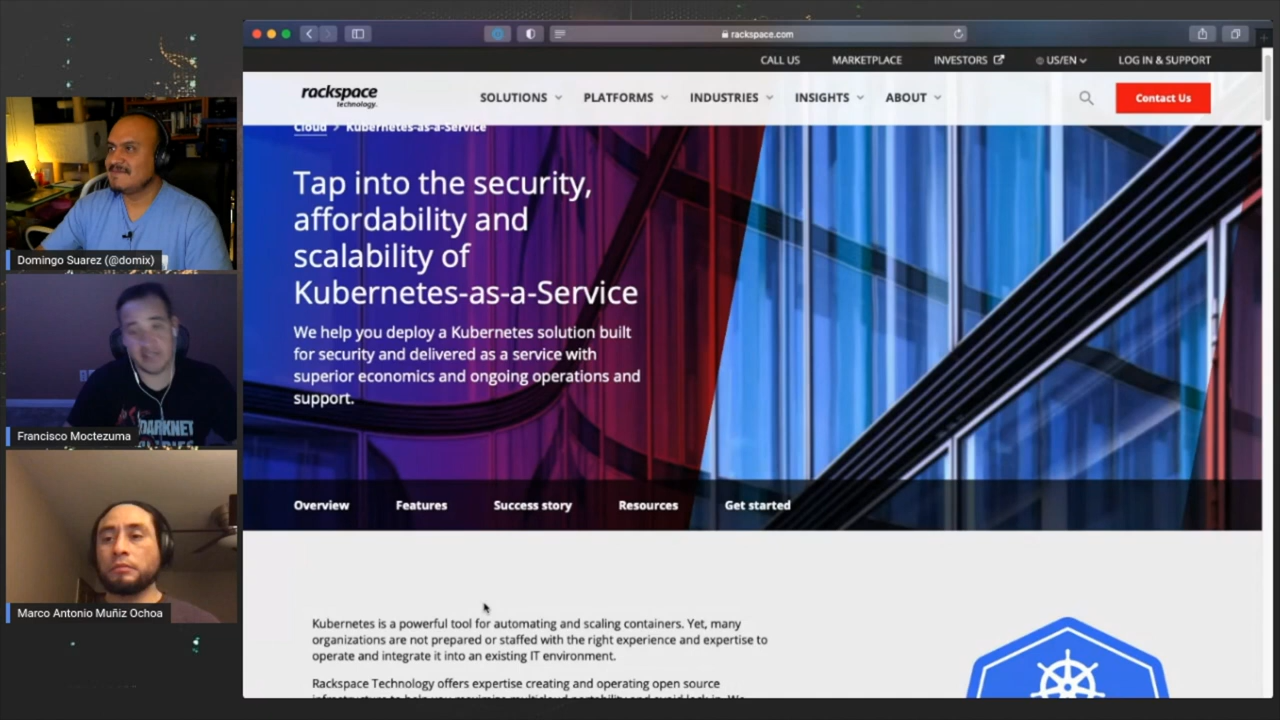 rackspace.com
CALL US
MARKETPLACE
INVESTORS
US/EN
LOG IN & SUPPORT
rackspace
technology.
SOLUTIONS
PLATFORMS
INDUSTRIES
INSIGHTS
ABOUT
Contact Us
Cloud > Kubernetes-as-a-Service
Tap into the security,
affordability and
scalability of
Kubernetes-as-a-Service
We help you deploy a Kubernetes solution built
for security and delivered as a service with
superior economics and ongoing operations and
support.
Overview
Features
Success story
Resources
Get started
Kubernetes is a powerful tool for automating and scaling containers. Yet, many
organizations are not prepared or staffed with the right experience and expertise to
operate and integrate it into an existing IT environment.
Rackspace Technology offers expertise creating and operating open source
Domingo Suarez (@domix)
DARKNET
Francisco Moctezuma
Marco Antonio Muñiz Ochoa